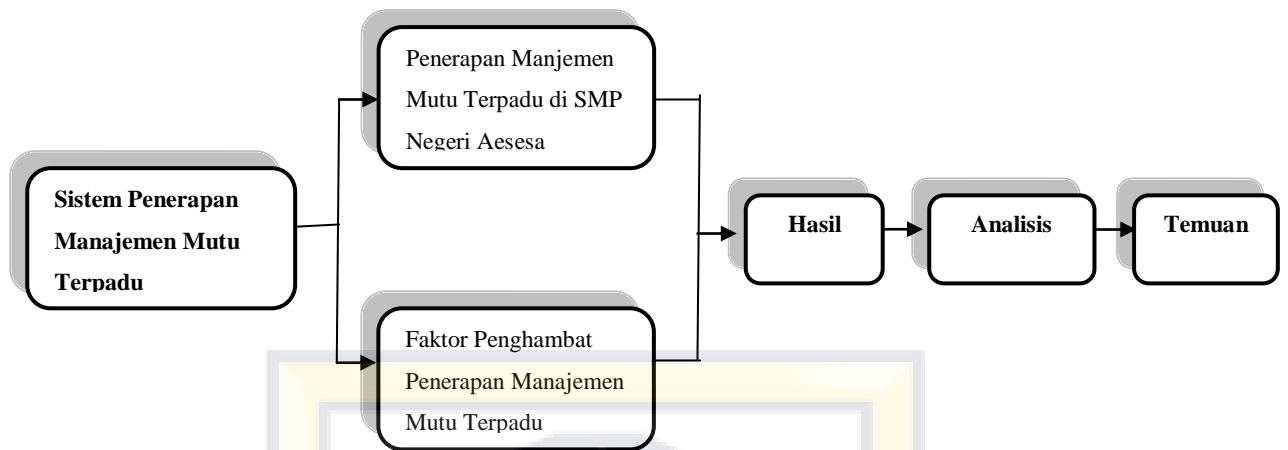 Penerapan Manjemen
Mutu Terpadu di SMP
Negeri Aesesa
Sistem Penerapan
Manajemen Mutu
Terpadu
Hasil
Analisis
Temuan
Faktor Penghambat
Penerapan Manajemen
Mutu Terpadu